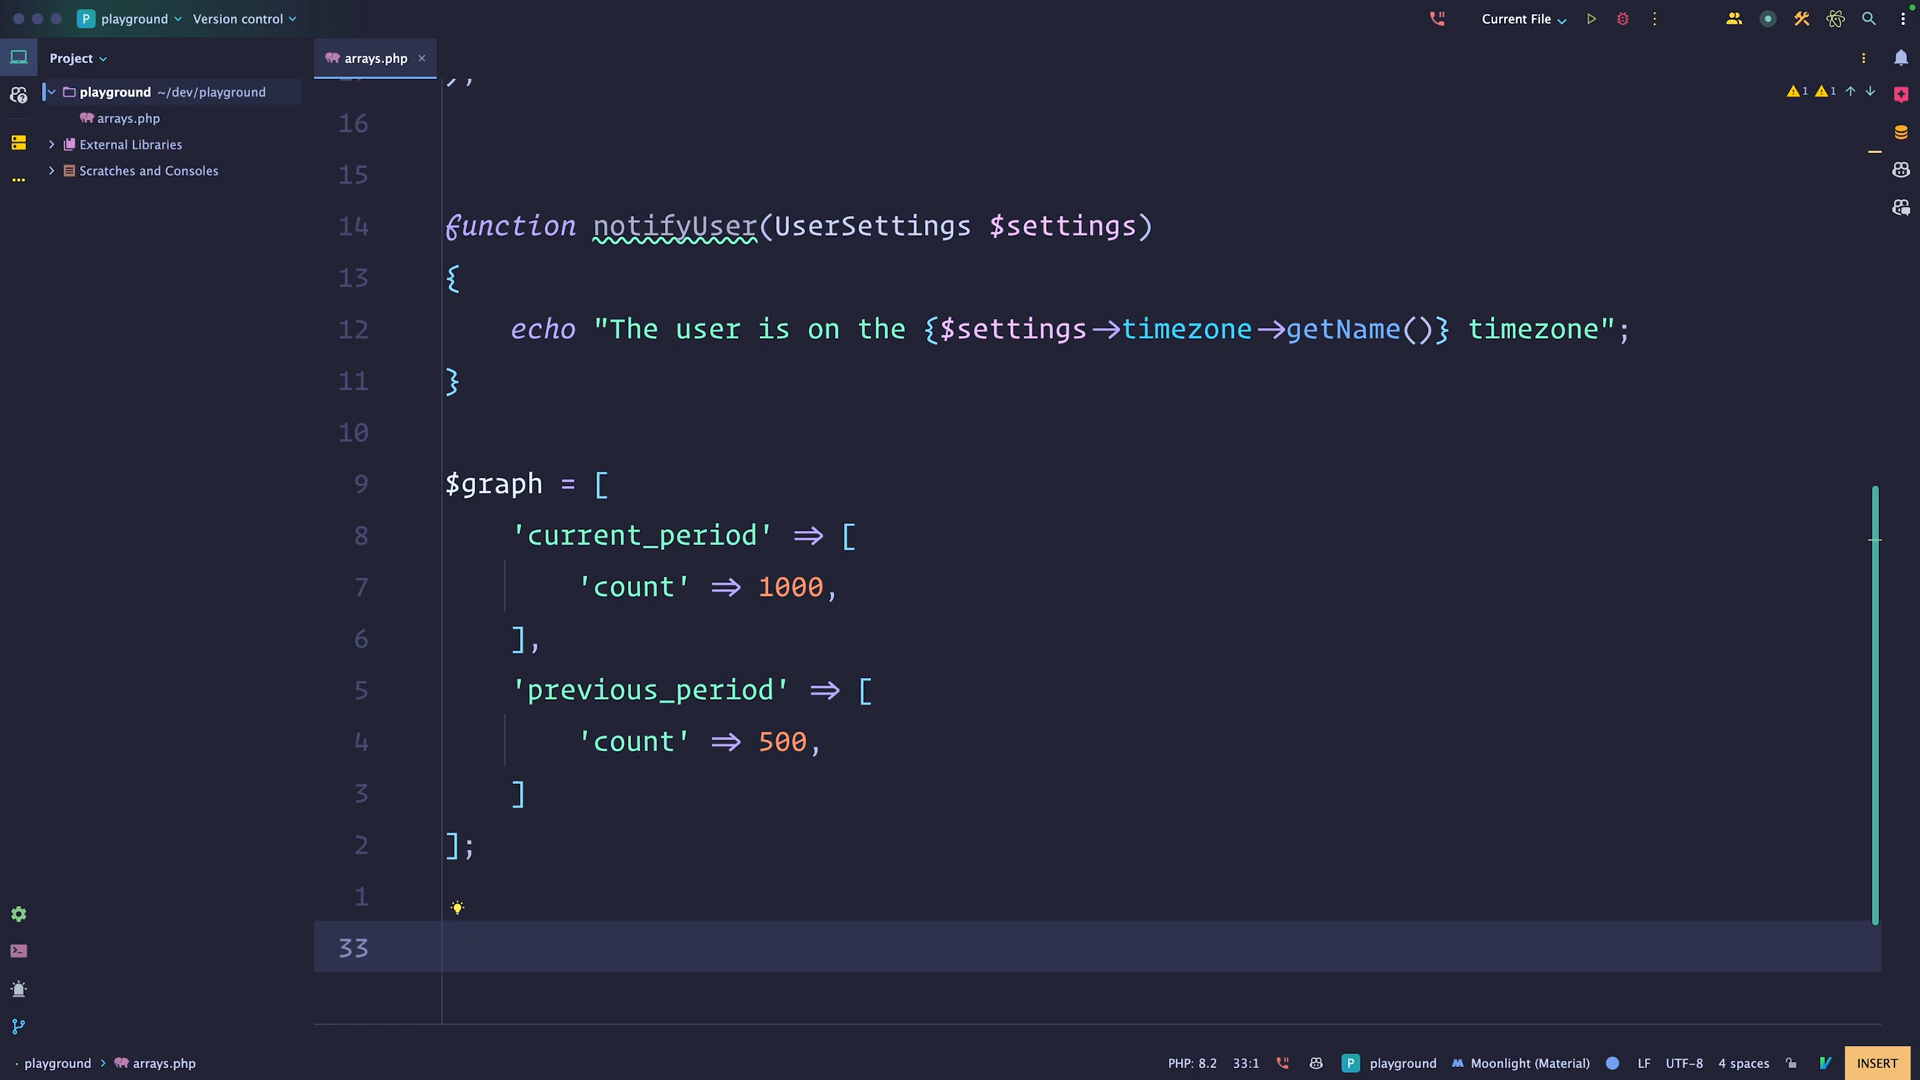 P playground Version control Current File
Project
arrays.php
playground ~/dev/playground
arrays.php
External Libraries
Scratches and Consoles
1 1
16
15
14 function notifyUser(UserSettings $settings)
13 {
12 echo "The user is on the {$settings->timezone->getName()} timezone";
11 }
10
9 $graph = [
8 'current_period' => [
7 'count' => 1000,
6 ],
5 'previous_period' => [
4 'count' => 500,
3 ]
2 ];
1
33
playground > arrays.php PHP: 8.2 33:1 P playground Moonlight (Material) LF UTF-8 4 spaces INSERT